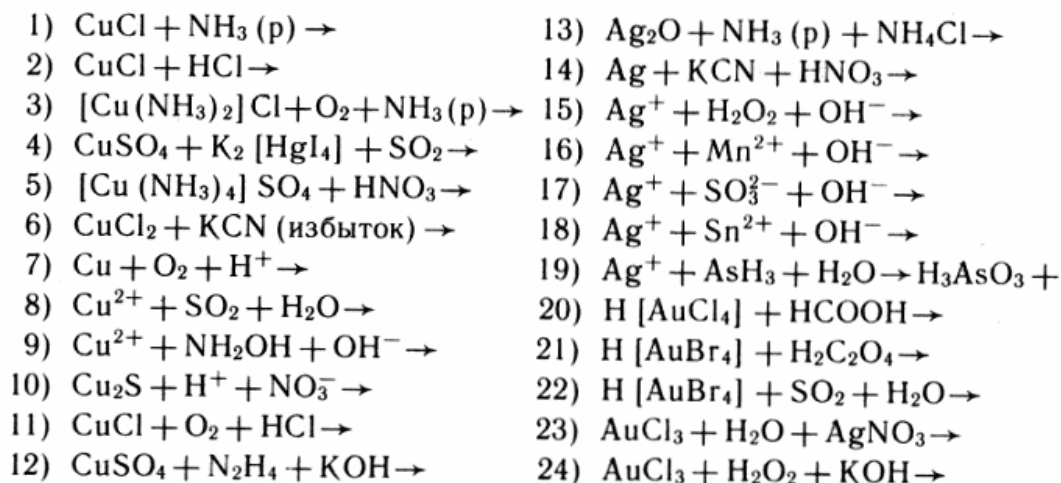 1) CuCl + NH₃ (р) →
2) CuCl + HCl →
3) [Cu (NH₃)₂] Cl + O₂ + NH₃ (р) →
4) CuSO₄ + K₂ [HgI₄] + SO₂ →
5) [Cu (NH₃)₄] SO₄ + HNO₃ →
6) CuCl₂ + KCN (избыток) →
7) Cu + O₂ + H⁺ →
8) Cu²⁺ + SO₂ + H₂O →
9) Cu²⁺ + NH₂OH + OH⁻ →
10) Cu₂S + H⁺ + NO₃⁻ →
11) CuCl + O₂ + HCl →
12) CuSO₄ + N₂H₄ + KOH →
13) Ag₂O + NH₃ (р) + NH₄Cl →
14) Ag + KCN + HNO₃ →
15) Ag⁺ + H₂O₂ + OH⁻ →
16) Ag⁺ + Mn²⁺ + OH⁻ →
17) Ag⁺ + SO₃²⁻ + OH⁻ →
18) Ag⁺ + Sn²⁺ + OH⁻ →
19) Ag⁺ + AsH₃ + H₂O → H₃AsO₃ +
20) H [AuCl₄] + HCOOH →
21) H [AuBr₄] + H₂C₂O₄ →
22) H [AuBr₄] + SO₂ + H₂O →
23) AuCl₃ + H₂O + AgNO₃ →
24) AuCl₃ + H₂O₂ + KOH →